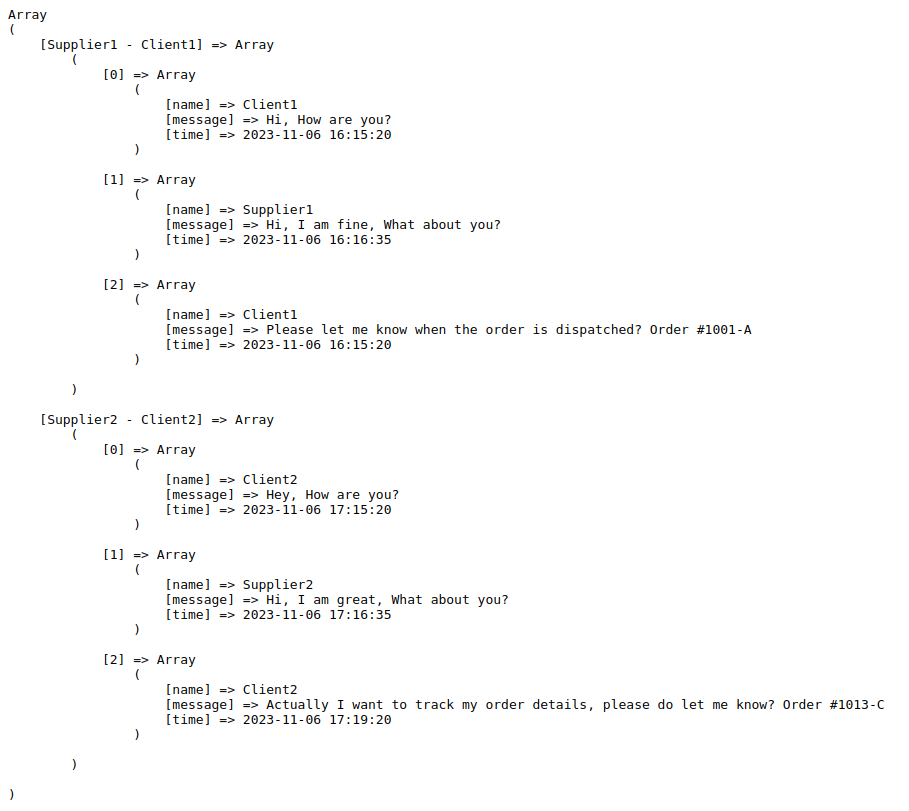 Array
(
    [Supplier1 - Client1] => Array
        (
            [0] => Array
                (
                    [name] => Client1
                    [message] => Hi, How are you?
                    [time] => 2023-11-06 16:15:20
                )

            [1] => Array
                (
                    [name] => Supplier1
                    [message] => Hi, I am fine, What about you?
                    [time] => 2023-11-06 16:16:35
                )

            [2] => Array
                (
                    [name] => Client1
                    [message] => Please let me know when the order is dispatched? Order #1001-A
                    [time] => 2023-11-06 16:15:20
                )

        )

    [Supplier2 - Client2] => Array
        (
            [0] => Array
                (
                    [name] => Client2
                    [message] => Hey, How are you?
                    [time] => 2023-11-06 17:15:20
                )

            [1] => Array
                (
                    [name] => Supplier2
                    [message] => Hi, I am great, What about you?
                    [time] => 2023-11-06 17:16:35
                )

            [2] => Array
                (
                    [name] => Client2
                    [message] => Actually I want to track my order details, please do let me know? Order #1013-C
                    [time] => 2023-11-06 17:19:20
                )

        )

)